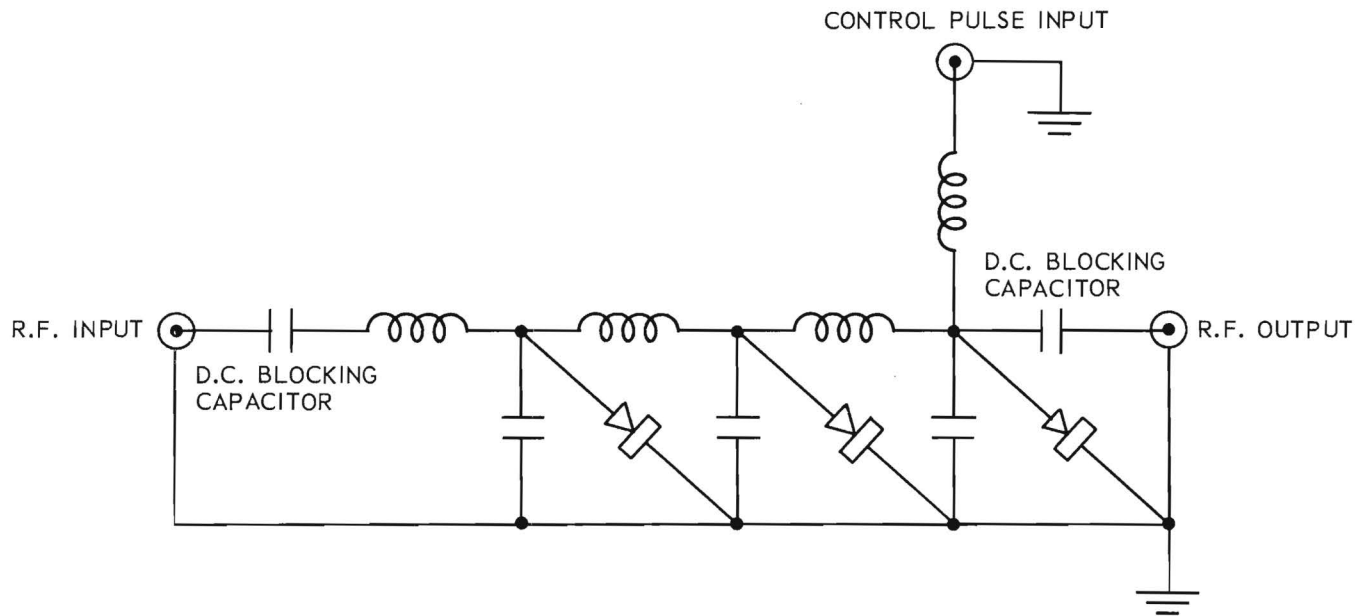 CONTROL PULSE INPUT
D.C. BLOCKING
CAPACITOR
R.F. INPUT
R.F. OUTPUT
D.C. BLOCKING
CAPACITOR